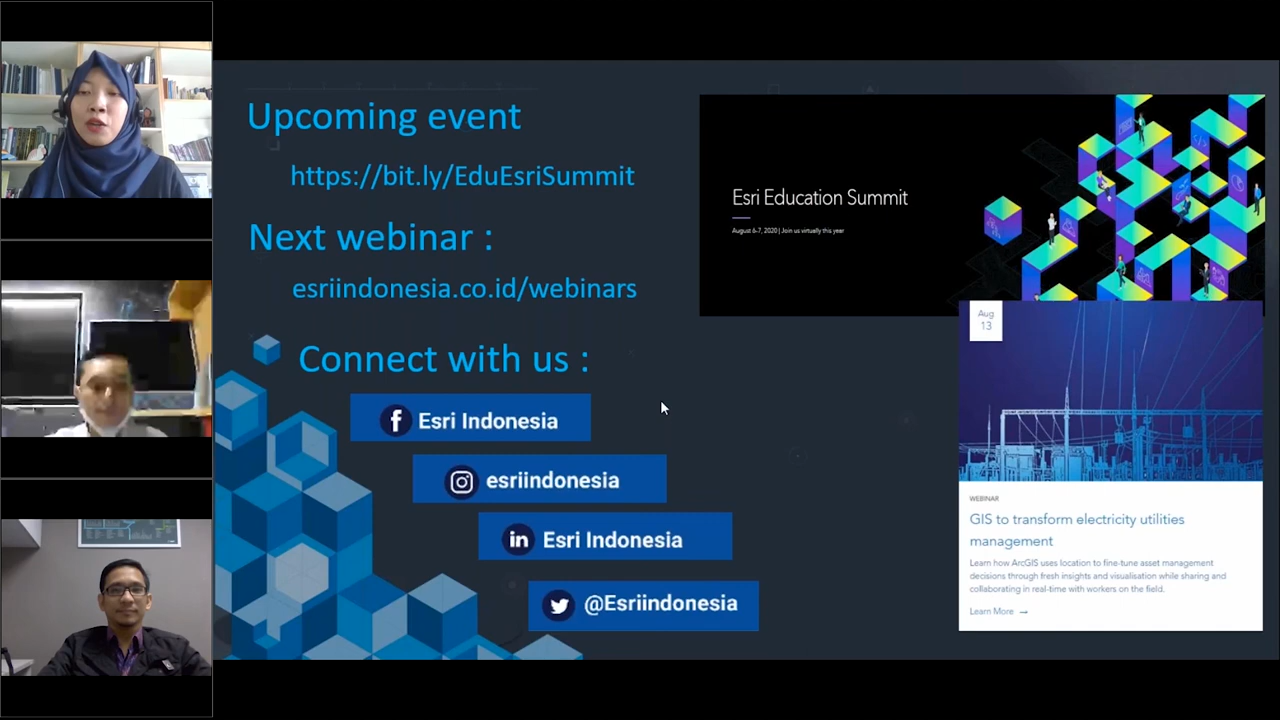 Upcoming event
https://bit.ly/EduEsriSummit
Next webinar :
esriindonesia.co.id/webinars
Connect with us :
Esri Indonesia
esriindonesia
Esri Indonesia
@Esriindonesia
Esri Education Summit
August 6-7, 2020 | Join us virtually this year
Aug
13
WEBINAR
GIS to transform electricity utilities
management
Learn how ArcGIS uses location to fine-tune asset management
decisions through fresh insights and visualisation while sharing and
collaborating in real-time with workers on the field.
Learn More →